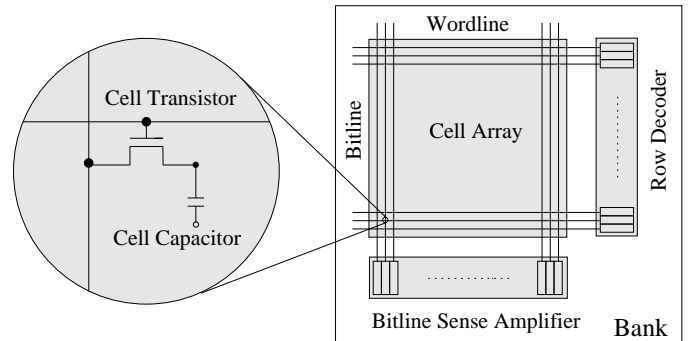 Cell Transistor
Cell Capacitor
Wordline
Bitline
Cell Array
Row Decoder
Bitline Sense Amplifier
Bank